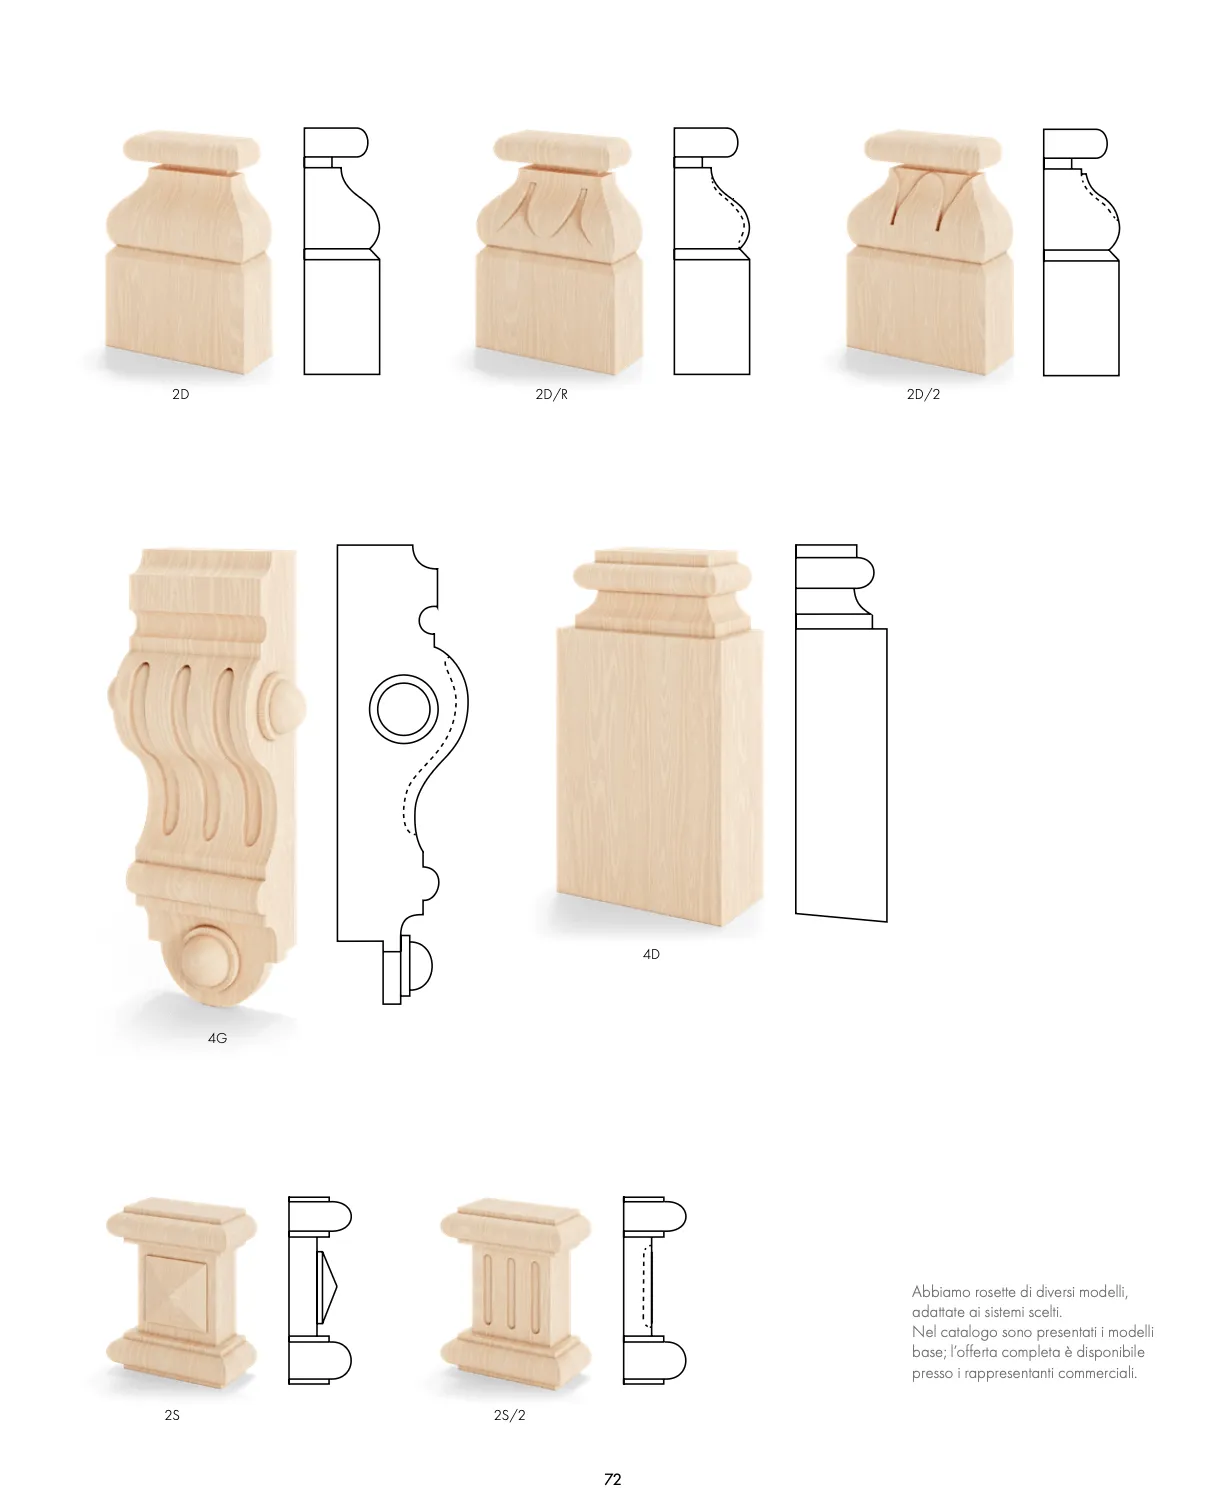 2D
2D/R
2D/2
4D
4G
Abbiamo rosette di diversi modelli,
adattate ai sistemi scelti.
Nel catalogo sono presentati i modelli
base; l’offerta completa è disponibile
presso i rappresentanti commerciali.
2S
2S/2
72